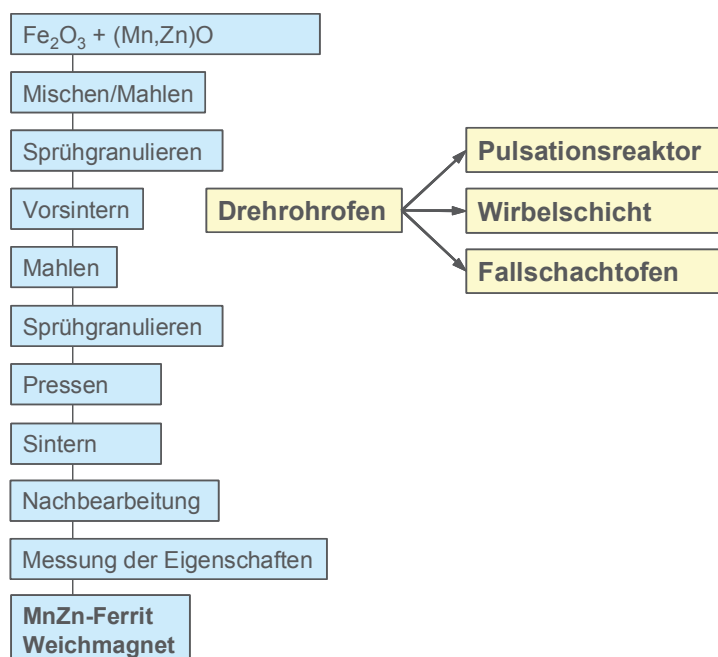 Fe₂O₃ + (Mn,Zn)O
Mischen/Mahlen
Sprühgranulieren
Vorsintern
Mahlen
Sprühgranulieren
Pressen
Sintern
Nachbearbeitung
Messung der Eigenschaften
MnZn-Ferrit
Weichmagnet
Drehrohrofen
Pulsationsreaktor
Wirbelschicht
Fallschachtofen